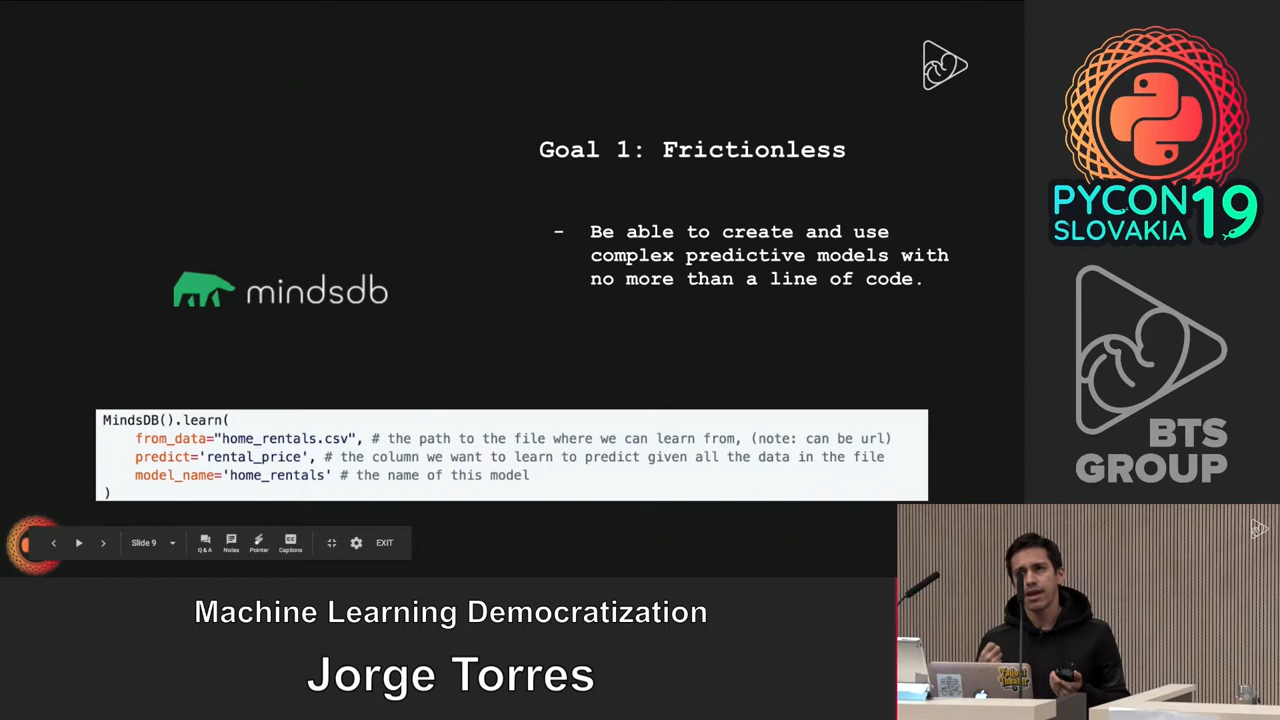 Goal 1: Frictionless
- Be able to create and use
complex predictive models with
no more than a line of code.
mindsdb
MindsDB().learn(
from_data="home_rentals.csv", # the path to the file where we can learn from, (note: can be url)
predict='rental_price', # the column we want to learn to predict given all the data in the file
model_name='home_rentals' # the name of this model
)
Slide 9
Q & A
Notes
Pointer
CC
Captions
EXIT
Machine Learning Democratization
Jorge Torres
PYCON
SLOVAKIA
19
BTS
GROUP